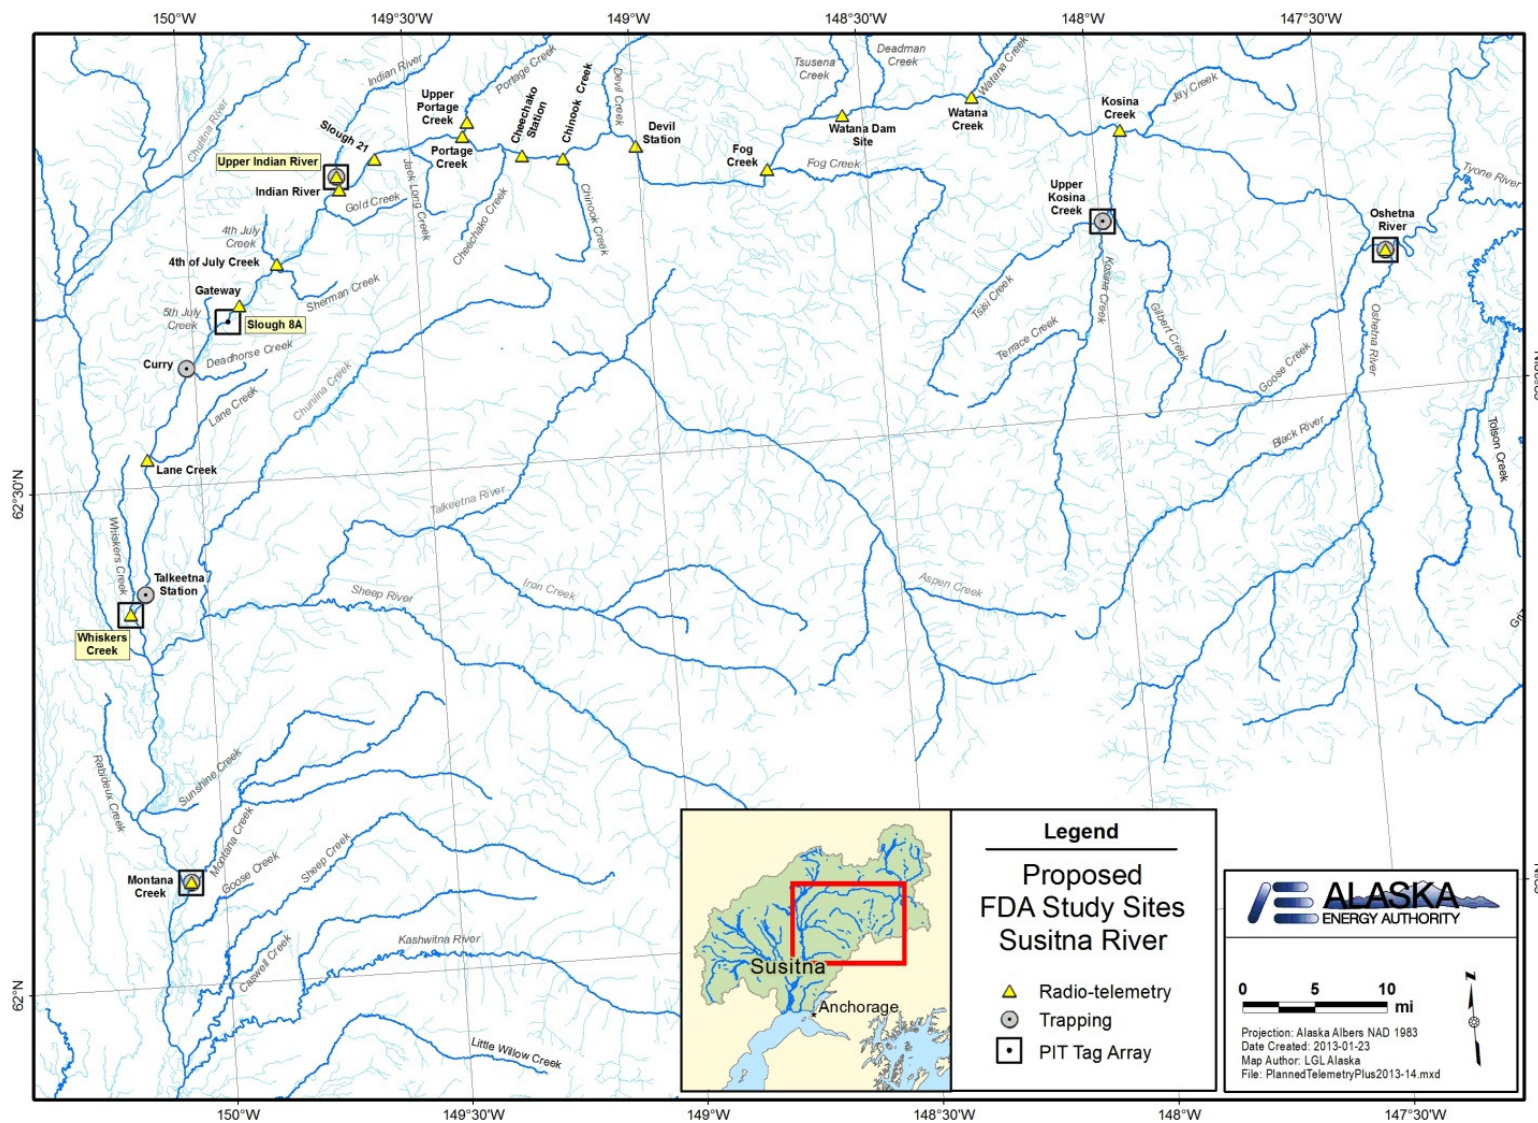 150°W
149°30'W
149°W
148°30'W
148°W
147°30'W
Chulitna River
Indian River
Portage Creek
Upper
Portage
Creek
Portage
Creek
Cheechako
Station
Chinook Creek
Devil Creek
Devil
Station
Tsusena
Creek
Deadman
Creek
Watana Creek
Watana Dam
Site
Watana
Creek
Kosina
Creek
Jay Creek
Tyone River
Slough 21
Upper Indian River
Indian River
Gold Creek
Jack Long Creek
Cheechako Creek
Chinook Creek
Fog
Creek
Fog Creek
Upper
Kosina
Creek
Oshetna
River
4th July
Creek
4th of July Creek
Sherman Creek
Gateway
5th July
Creek
Slough 8A
Curry
Deadhorse Creek
Lane Creek
Chunilna Creek
Tsisi Creek
Kosina Creek
Terrace Creek
Gilbert Creek
Goose Creek
Oshetna River
Black River
Tolson Creek
Lane Creek
62°30'N
Talkeetna River
Whiskers Creek
Talkeetna
Station
Sheep River
Iron Creek
Aspen Creek
Whiskers
Creek
Rabideux Creek
Sunshine Creek
Montana Creek
Goose Creek
Sheep Creek
Montana
Creek
Caswell Creek
Kashwitna River
62°N
Little Willow Creek
Susitna
Anchorage
Legend
Proposed
FDA Study Sites
Susitna River
Radio-telemetry
Trapping
PIT Tag Array
ALASKA
ENERGY AUTHORITY
0 5 10
mi
N
Projection: Alaska Albers NAD 1983
Date Created: 2013-01-23
Map Author: LGL Alaska
File: PlannedTelemetryPlus2013-14.mxd
150°0'W
149°30'W
149°0'W
148°30'W
148°W
147°30'W